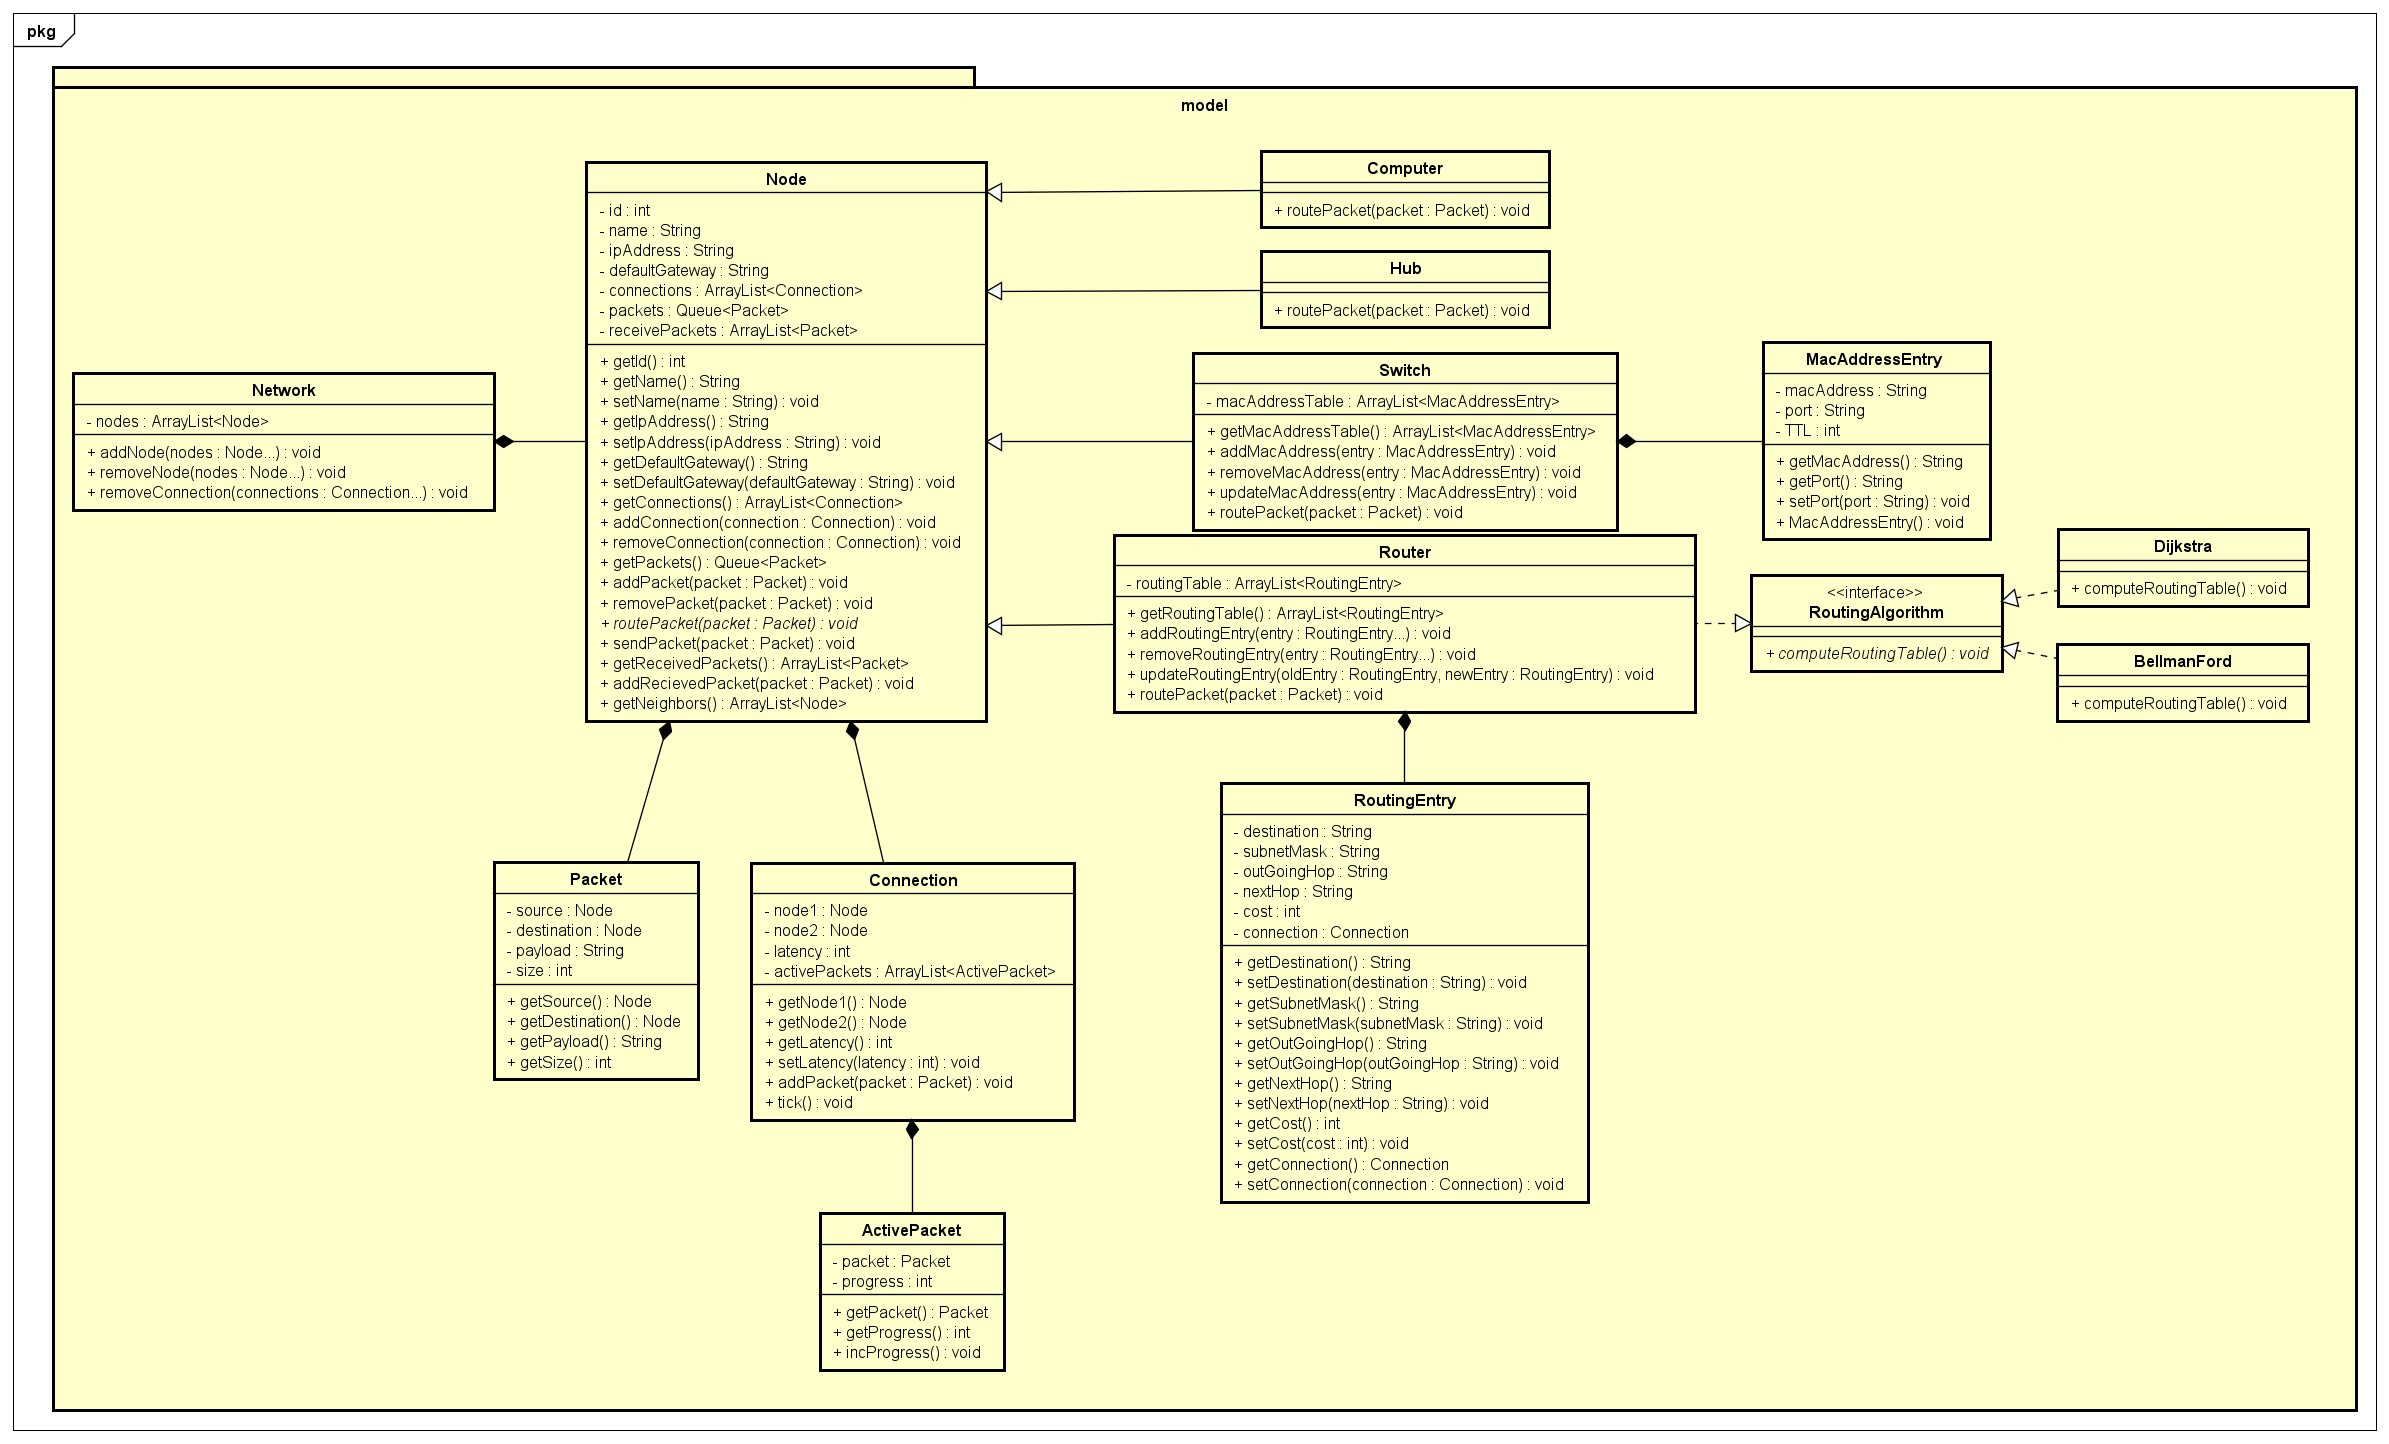 pkg
model
Node
- id : int
- name : String
- ipAddress : String
- defaultGateway : String
- connections : ArrayList<Connection>
- packets : Queue<Packet>
- receivePackets : ArrayList<Packet>
+ getId() : int
+ getName() : String
+ setName(name : String) : void
+ getIpAddress() : String
+ setIpAddress(ipAddress : String) : void
+ getDefaultGateway() : String
+ setDefaultGateway(defaultGateway : String) : void
+ getConnections() : ArrayList<Connection>
+ addConnection(connection : Connection) : void
+ removeConnection(connection : Connection) : void
+ getPackets() : Queue<Packet>
+ addPacket(packet : Packet) : void
+ removePacket(packet : Packet) : void
+ routePacket(packet : Packet) : void
+ sendPacket(packet : Packet) : void
+ getReceivedPackets() : ArrayList<Packet>
+ addRecievedPacket(packet : Packet) : void
+ getNeighbors() : ArrayList<Node>
Computer
+ routePacket(packet : Packet) : void
Hub
+ routePacket(packet : Packet) : void
Network
- nodes : ArrayList<Node>
+ addNode(nodes : Node...) : void
+ removeNode(nodes : Node...) : void
+ removeConnection(connections : Connection...) : void
Switch
- macAddressTable : ArrayList<MacAddressEntry>
+ getMacAddressTable() : ArrayList<MacAddressEntry>
+ addMacAddress(entry : MacAddressEntry) : void
+ removeMacAddress(entry : MacAddressEntry) : void
+ updateMacAddress(entry : MacAddressEntry) : void
+ routePacket(packet : Packet) : void
MacAddressEntry
- macAddress : String
- port : String
- TTL : int
+ getMacAddress() : String
+ getPort() : String
+ setPort(port : String) : void
+ MacAddressEntry() : void
Router
- routingTable : ArrayList<RoutingEntry>
+ getRoutingTable() : ArrayList<RoutingEntry>
+ addRoutingEntry(entry : RoutingEntry...) : void
+ removeRoutingEntry(entry : RoutingEntry...) : void
+ updateRoutingEntry(oldEntry : RoutingEntry, newEntry : RoutingEntry) : void
+ routePacket(packet : Packet) : void
<<interface>>
RoutingAlgorithm
+ computeRoutingTable() : void
Dijkstra
+ computeRoutingTable() : void
BellmanFord
+ computeRoutingTable() : void
Packet
- source : Node
- destination : Node
- payload : String
- size : int
+ getSource() : Node
+ getDestination() : Node
+ getPayload() : String
+ getSize() : int
Connection
- node1 : Node
- node2 : Node
- latency : int
- activePackets : ArrayList<ActivePacket>
+ getNode1() : Node
+ getNode2() : Node
+ getLatency() : int
+ setLatency(latency : int) : void
+ addPacket(packet : Packet) : void
+ tick() : void
RoutingEntry
- destination : String
- subnetMask : String
- outGoingHop : String
- nextHop : String
- cost : int
- connection : Connection
+ getDestination() : String
+ setDestination(destination : String) : void
+ getSubnetMask() : String
+ setSubnetMask(subnetMask : String) : void
+ getOutGoingHop() : String
+ setOutGoingHop(outGoingHop : String) : void
+ getNextHop() : String
+ setNextHop(nextHop : String) : void
+ getCost() : int
+ setCost(cost : int) : void
+ getConnection() : Connection
+ setConnection(connection : Connection) : void
ActivePacket
- packet : Packet
- progress : int
+ getPacket() : Packet
+ getProgress() : int
+ incProgress() : void